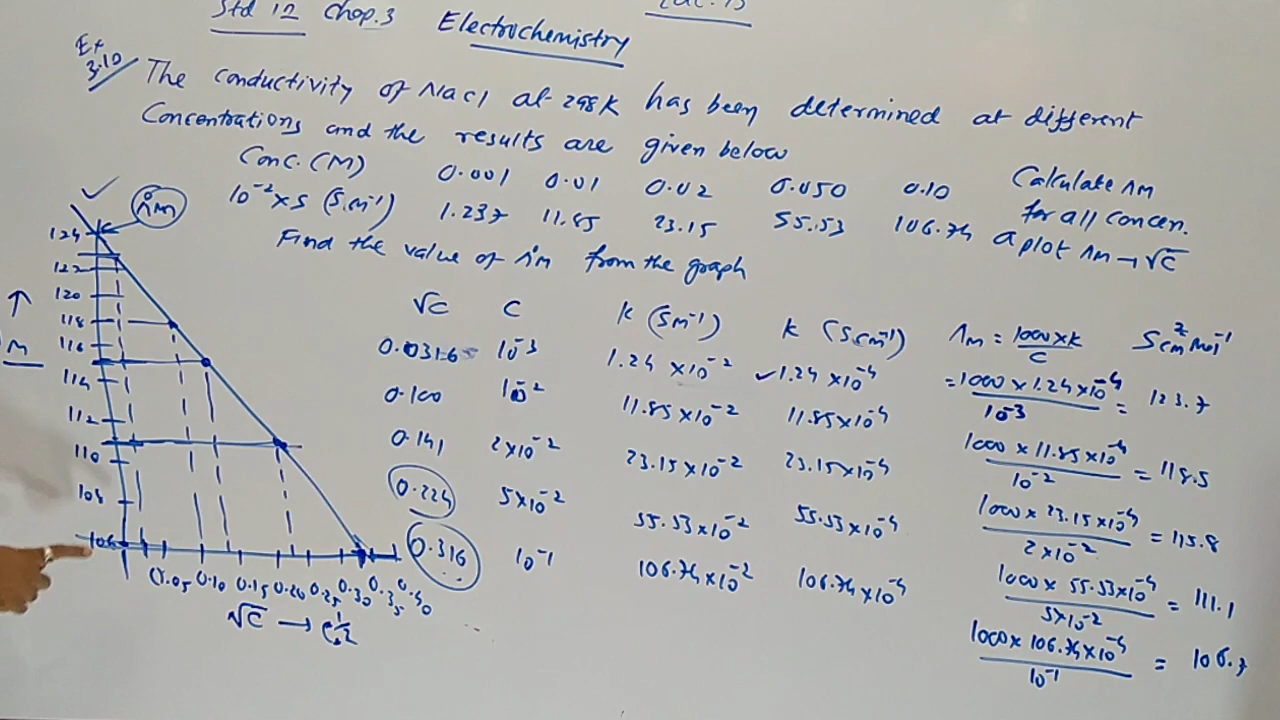 Std 12 Chap.3 Electrochemistry
Ex 3.10 The conductivity of NaCl at 298K has been determined at different
Concentrations and the results are given below
Conc. (M) 0.001 0.01 0.02 0.050 0.10 Calculate Λm
10⁻² × S (S.m⁻¹) 1.237 11.85 23.15 55.53 106.74 for all concen.
a plot Λm → √C
Find the value of Λ°m from the graph
√C C K (Sm⁻¹) K (Scm⁻¹) Λm = 1000×K/C Scm²mol⁻¹
0.0316 10⁻³ 1.24 ×10⁻² ✓1.24 ×10⁻⁴ = 1000 × 1.24 ×10⁻⁴/10⁻³ = 123.7
0.100 10⁻² 11.85×10⁻² 11.85×10⁻⁴ 1000 × 11.85×10⁻⁴/10⁻² = 118.5
0.141 2×10⁻² 23.15×10⁻² 23.15×10⁻⁴ 1000 × 23.15×10⁻⁴/2×10⁻² = 115.8
0.224 5×10⁻² 55.53×10⁻² 55.53×10⁻⁴ 1000 × 55.53×10⁻⁴/5×10⁻² = 111.1
0.316 10⁻¹ 106.74×10⁻² 106.74×10⁻⁴ 1000× 106.74×10⁻⁴/10⁻¹ = 106.7
Λ°m
124
122
120
118
116
114
112
110
108
106
↑
m
0.05 0.10 0.15 0.20 0.25 0.30 0.35 0.40
√C → C½